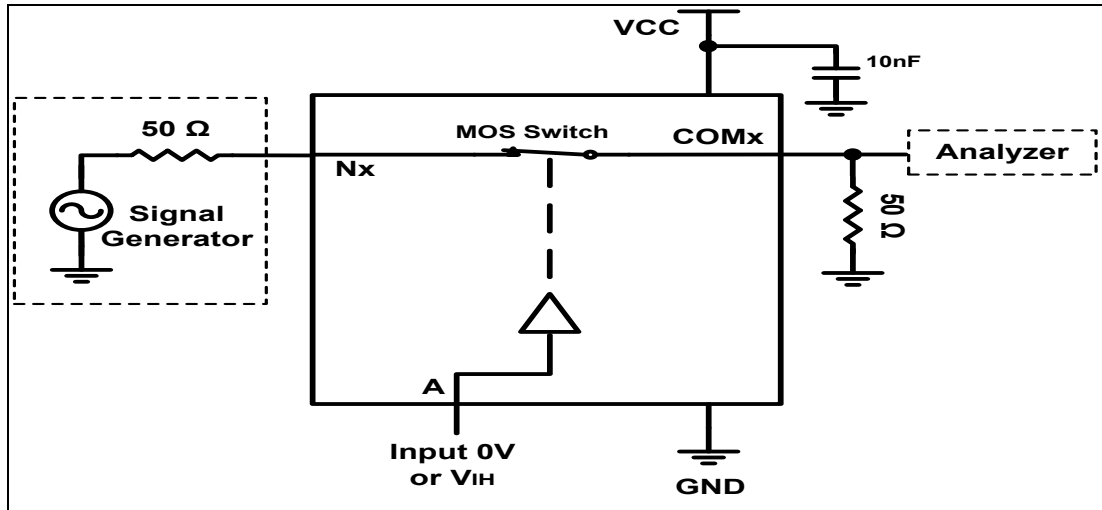 VCC
10nF
50 Ω
MOS Switch
COMx
Analyzer
Nx
Signal
Generator
50 Ω
A
Input 0V
or VIH
GND